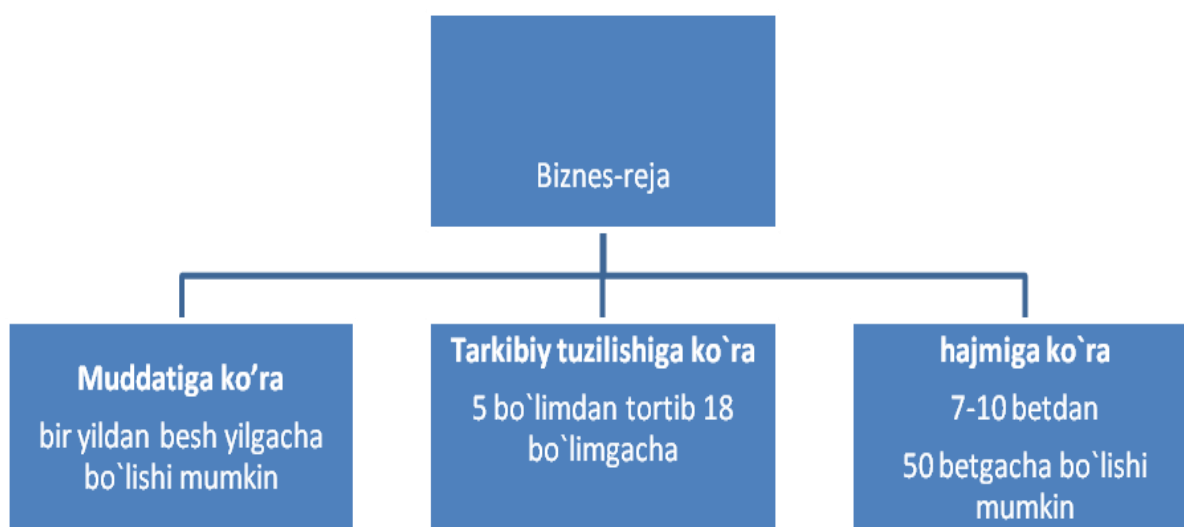 Biznes-reja
Muddatiga ko’ra
bir yildan besh yilgacha
bo`lishi mumkin
Tarkibiy tuzilishiga ko`ra
5 bo`limdan tortib 18
bo`limgacha
hajmiga ko`ra
7-10 betdan
50 betgacha bo`lishi
mumkin